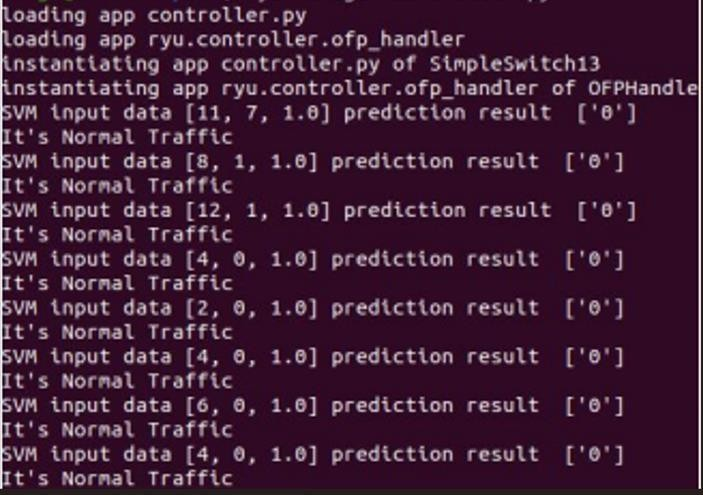 loading app controller.py
loading app ryu.controller.ofp_handler
instantiating app controller.py of SimpleSwitch13
instantiating app ryu.controller.ofp_handler of OFPHandle
SVM input data [11, 7, 1.0] prediction result  ['0']
It's Normal Traffic
SVM input data [8, 1, 1.0] prediction result  ['0']
It's Normal Traffic
SVM input data [12, 1, 1.0] prediction result  ['0']
It's Normal Traffic
SVM input data [4, 0, 1.0] prediction result  ['0']
It's Normal Traffic
SVM input data [2, 0, 1.0] prediction result  ['0']
It's Normal Traffic
SVM input data [4, 0, 1.0] prediction result  ['0']
It's Normal Traffic
SVM input data [6, 0, 1.0] prediction result  ['0']
It's Normal Traffic
SVM input data [4, 0, 1.0] prediction result  ['0']
It's Normal Traffic